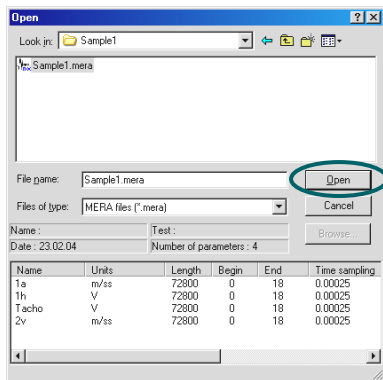 Open
Look in: Sample1
Sample1.mera
File name: Sample1.mera Open
Files of type: MERA files (*.mera) Cancel
Name : Test : Browse...
Date : 23.02.04 Number of parameters : 4
Name Units Length Begin End Time sampling
1a m/ss 72800 0 18 0.00025
1h V 72800 0 18 0.00025
Tacho V 72800 0 18 0.00025
2v m/ss 72800 0 18 0.00025